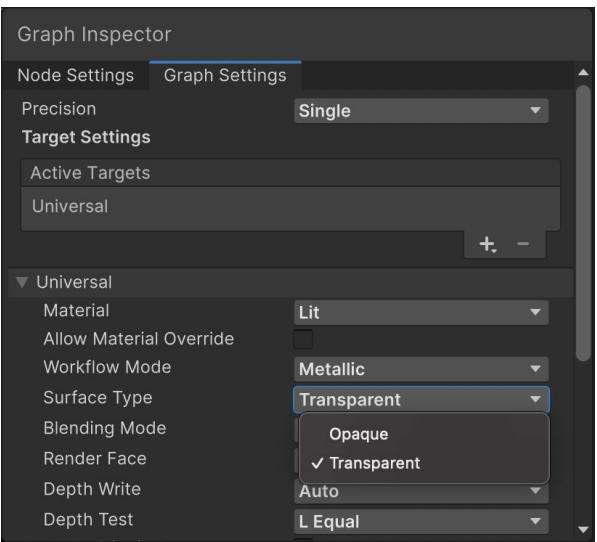 Graph Inspector
Node Settings Graph Settings
Precision Single
Target Settings
Active Targets
Universal
+ −
Universal
Material Lit
Allow Material Override
Workflow Mode Metallic
Surface Type Transparent
Blending Mode
Opaque
Render Face
✓ Transparent
Depth Write Auto
Depth Test L Equal